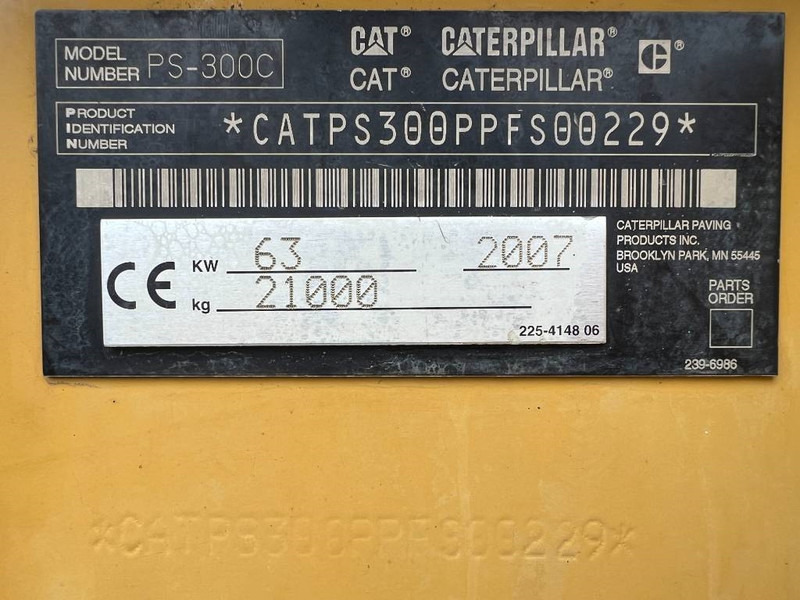 MODEL NUMBER PS-300C
CAT® CATERPILLAR® ®
CAT® CATERPILLAR®
PRODUCT IDENTIFICATION NUMBER *CATPS300PPFS00229*
CE
KW 63 2007
kg 21000
225-4148 06
CATERPILLAR PAVING
PRODUCTS INC.
BROOKLYN PARK, MN 55445
USA
PARTS
ORDER
239-6986
*CATPS300PPFS00229*